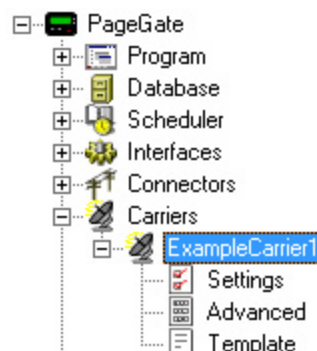 PageGate
Program
Database
Scheduler
Interfaces
Connectors
Carriers
ExampleCarrier1
Settings
Advanced
Template